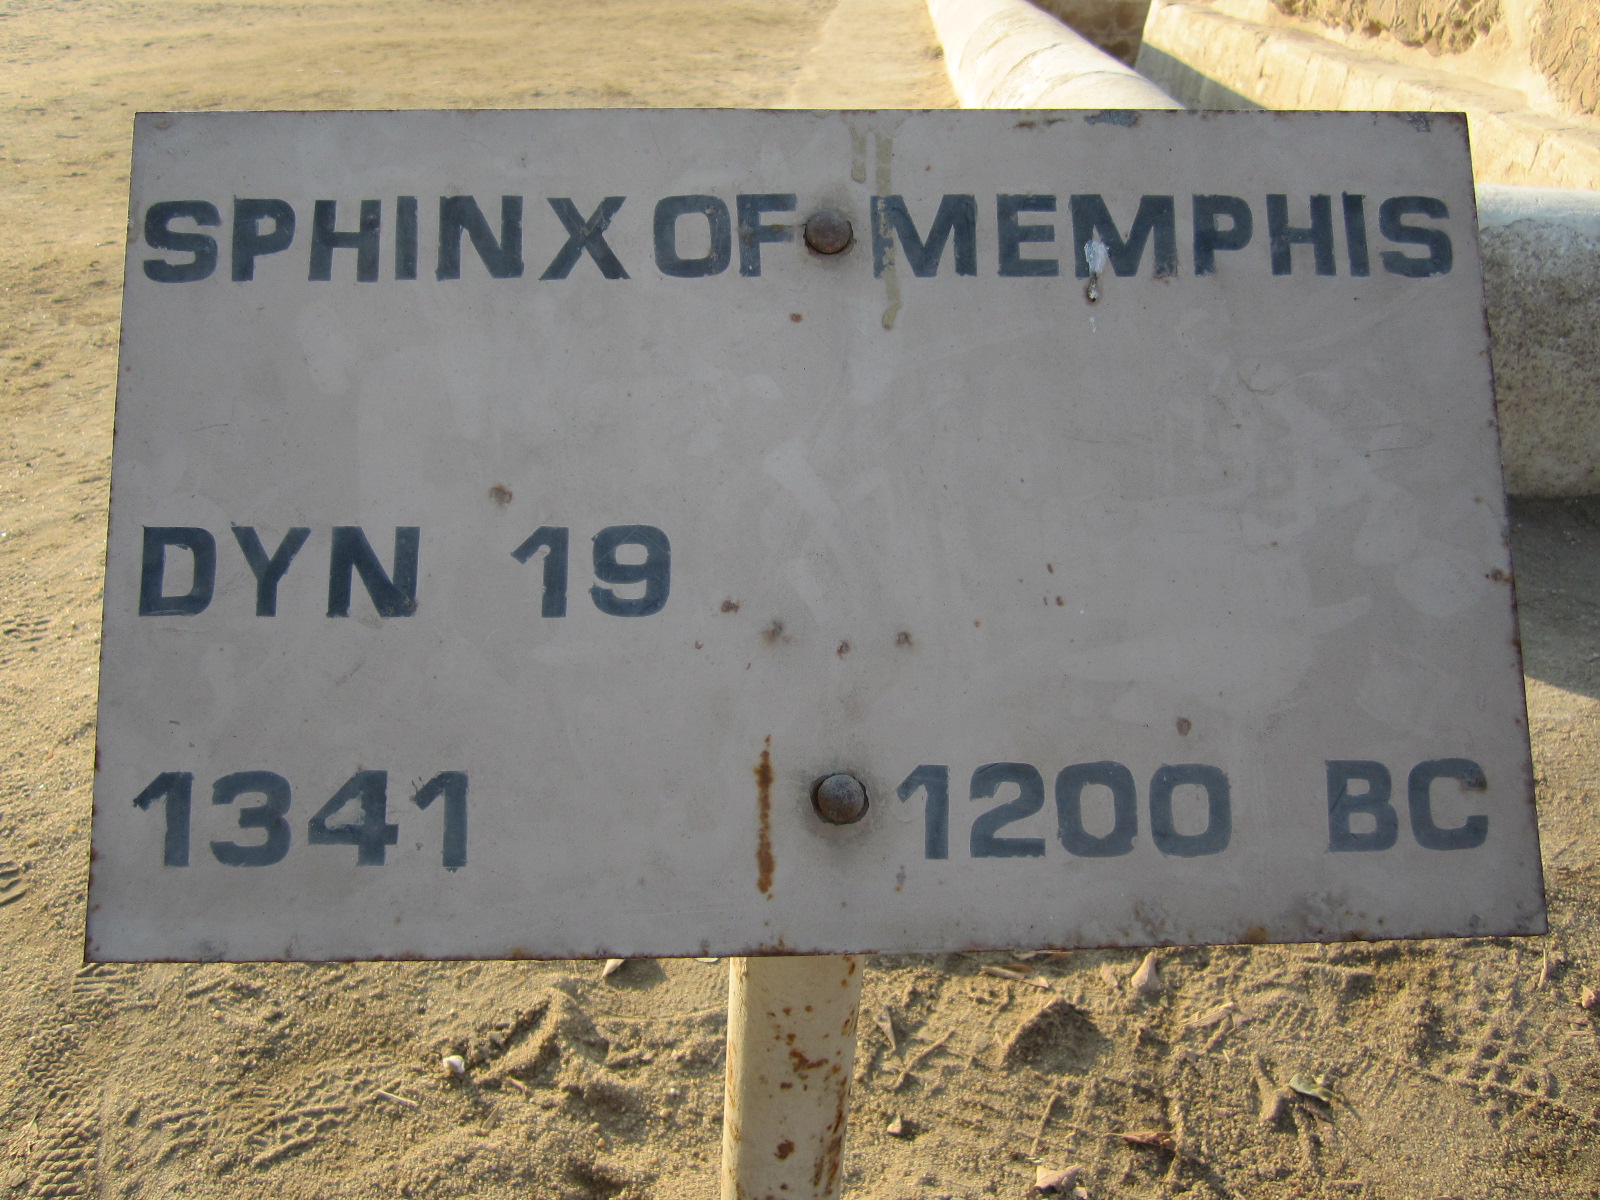 SPHINX OF MEMPHIS
DYN 19
1341 1200 BC